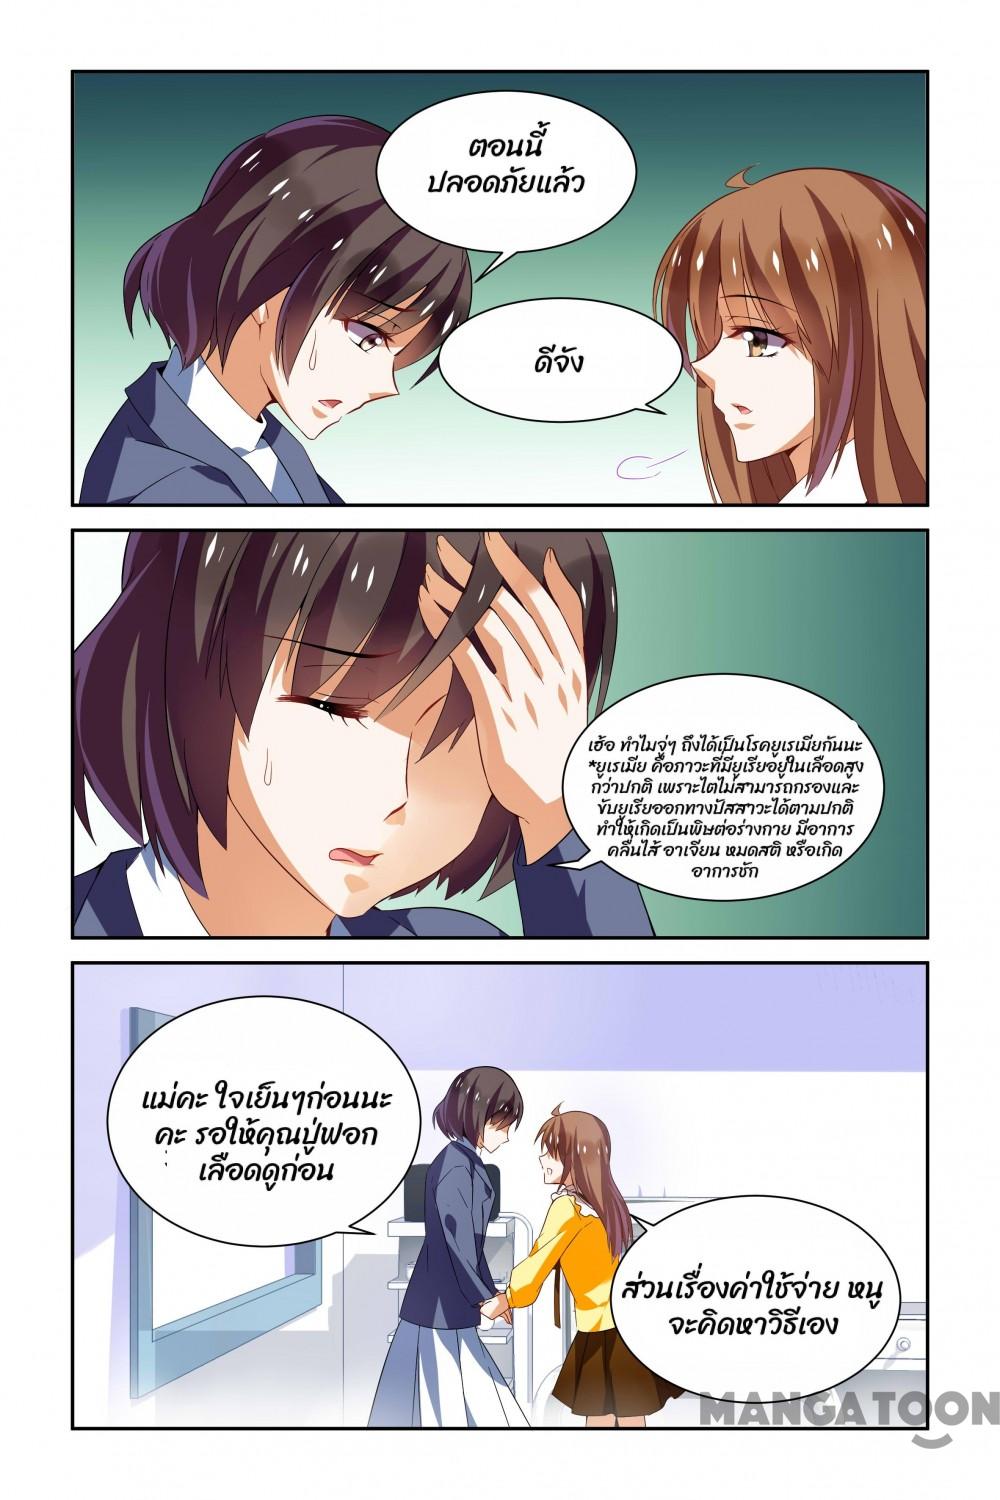 ตอนนี้
ปลอดภัยแล้ว
ดีจัง
เฮ้อ ทำไมจู่ๆ ถึงได้เป็นโรคยูเรเมียกันนะ
*ยูเรเมีย คือภาวะที่มียูเรียอยู่ในเลือดสูง
กว่าปกติ เพราะไตไม่สามารถกรองและ
ขับยูเรียออกทางปัสสาวะได้ตามปกติ
ทำให้เกิดเป็นพิษต่อร่างกาย มีอาการ
คลื่นไส้ อาเจียน หมดสติ หรือเกิด
อาการชัก
แม่คะ ใจเย็นๆก่อนนะ
คะ รอให้คุณปู่ฟอก
เลือดดูก่อน
ส่วนเรื่องค่าใช้จ่าย หนู
จะคิดหาวิธีเอง
MANGATOON